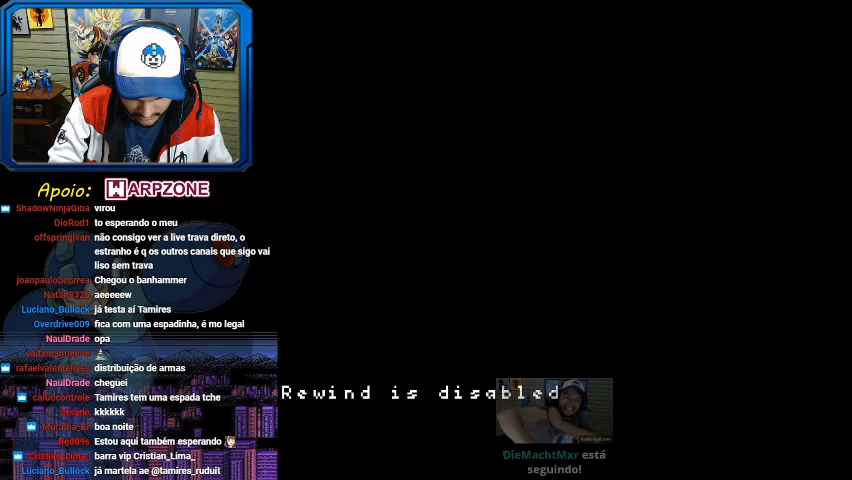 Apoio: WARPZONE
ShadowNinjaGiba virou
DioRod1 to esperando o meu
offspringivan não consigo ver a live trava direto, o
estranho é q os outros canais que sigo vai
liso sem trava
joaopaulobcorrea Chegou o banhammer
Natan8320 aeeeeew
Luciano_Bullock já testa aí Tamires
Overdrive009 fica com uma espadinha, é mo legal
NaulDrade opa
rafaelvalentelives distribuição de armas
NaulDrade cheguei
caluocontrole Tamires tem uma espada tche
brsano kkkkkk
Muralha_Br boa noite
Red09s Estou aqui também esperando
Cristian_Lima_ barra vip Cristian_Lima_
Luciano_Bullock já martela ae @tamires_ruduit
Rewind is disabled
DieMachtMxr está
seguindo!